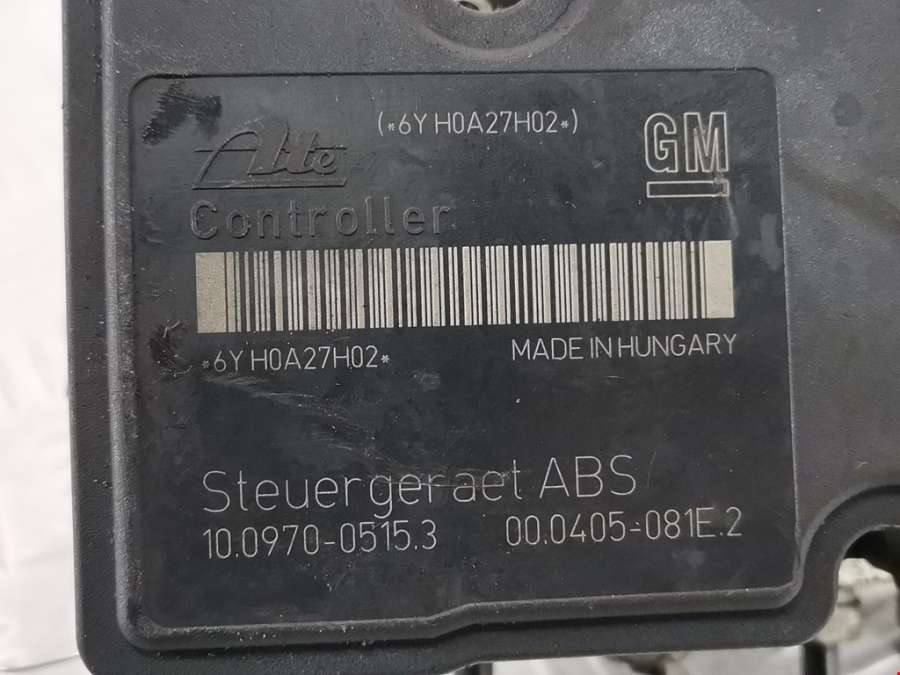 (*6Y H0A27H02*)
GM
Ate
Controller
*6Y H0A27H02*
MADE IN HUNGARY
Steuergeraet ABS
10.0970-0515.3 00.0405-081E.2